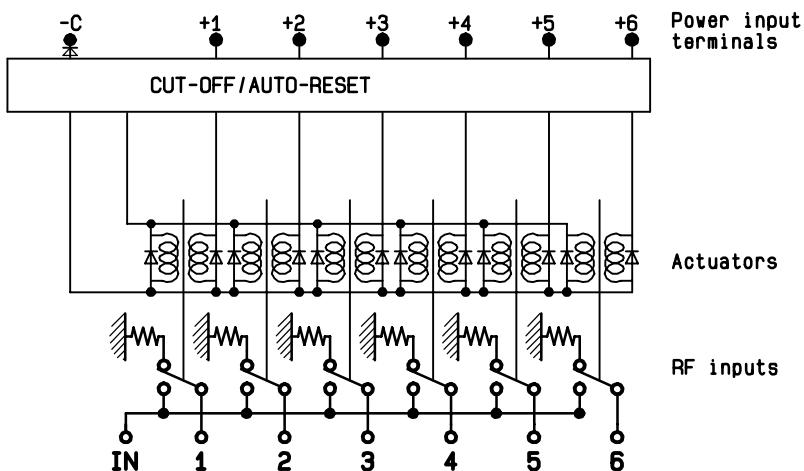 -C +1 +2 +3 +4 +5 +6 Power input
terminals
CUT-OFF/AUTO-RESET
Actuators
RF inputs
IN 1 2 3 4 5 6